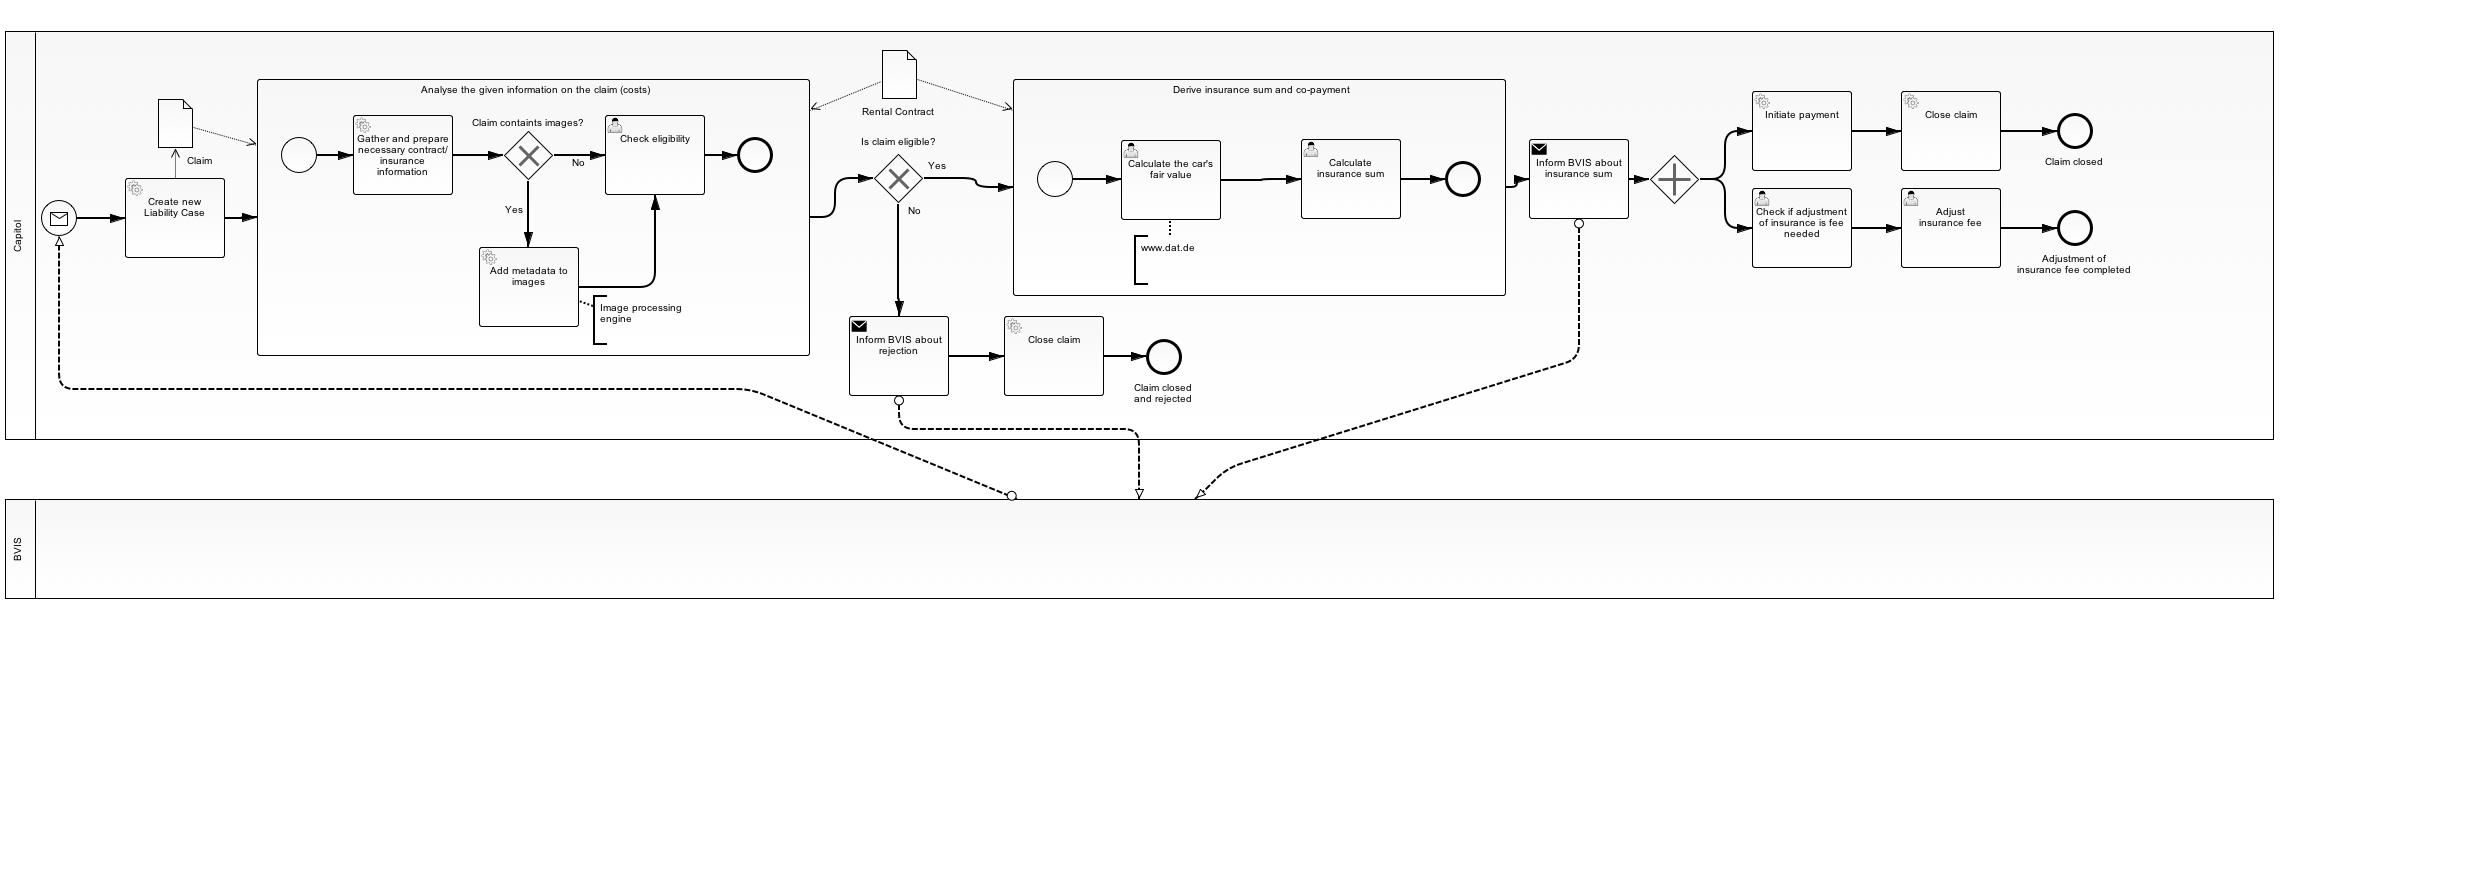 Capitol
Create new
Liability Case
Claim
Analyse the given information on the claim (costs)
Gather and prepare
necessary contract/
insurance
information
Claim containts images?
No
Yes
Check eligibility
Add metadata to
images
Image processing
engine
Rental Contract
Is claim eligible?
Yes
No
Inform BVIS about
rejection
Close claim
Claim closed
and rejected
Derive insurance sum and co-payment
Calculate the car's
fair value
www.dat.de
Calculate
insurance sum
Inform BVIS about
insurance sum
Initiate payment
Close claim
Claim closed
Check if adjustment
of insurance is fee
needed
Adjust
insurance fee
Adjustment of
insurance fee completed
BVIS